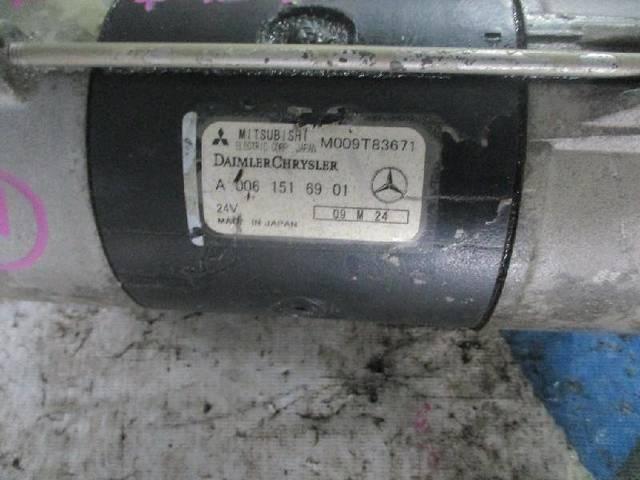 MITSUBISHI
ELECTRIC CORP. JAPAN M009T83671
DAIMLERCHRYSLER
A 006 151 69 01
24V
09 M 24
MADE IN JAPAN